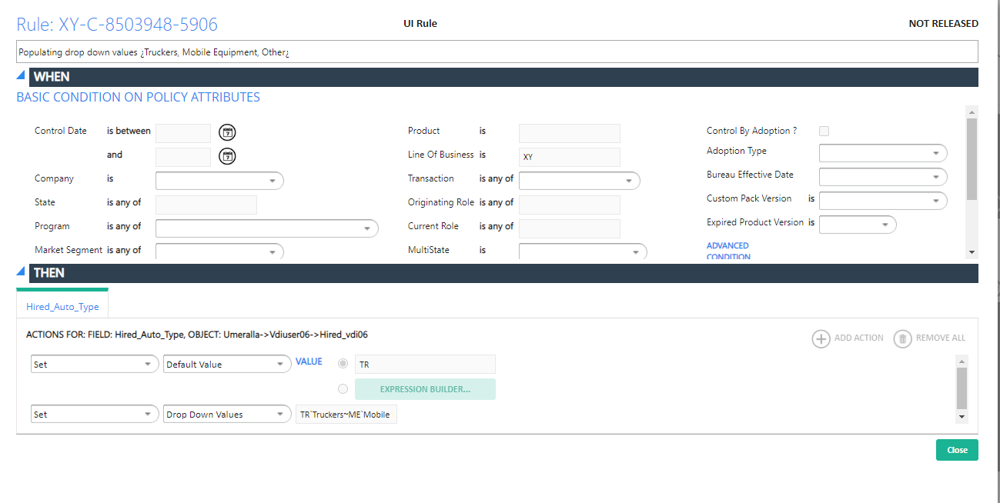 Rule: XY-C-8503948-5906 UI Rule NOT RELEASED
Populating drop down values ¿Truckers, Mobile Equipment, Other¿
WHEN
BASIC CONDITION ON POLICY ATTRIBUTES
Control Date is between 7 Product is Control By Adoption ?
and 7 Line Of Business is XY Adoption Type
Company is Transaction is any of Bureau Effective Date
State is any of Originating Role is any of Custom Pack Version is
Program is any of Current Role is any of Expired Product Version is
Market Segment is any of MultiState is ADVANCED
CONDITION
THEN
Hired_Auto_Type
ACTIONS FOR: FIELD: Hired_Auto_Type, OBJECT: Umeralla->Vdiuser06->Hired_vdi06 ADD ACTION REMOVE ALL
Set Default Value VALUE TR
EXPRESSION BUILDER...
Set Drop Down Values TR`Truckers~ME`Mobile
Close